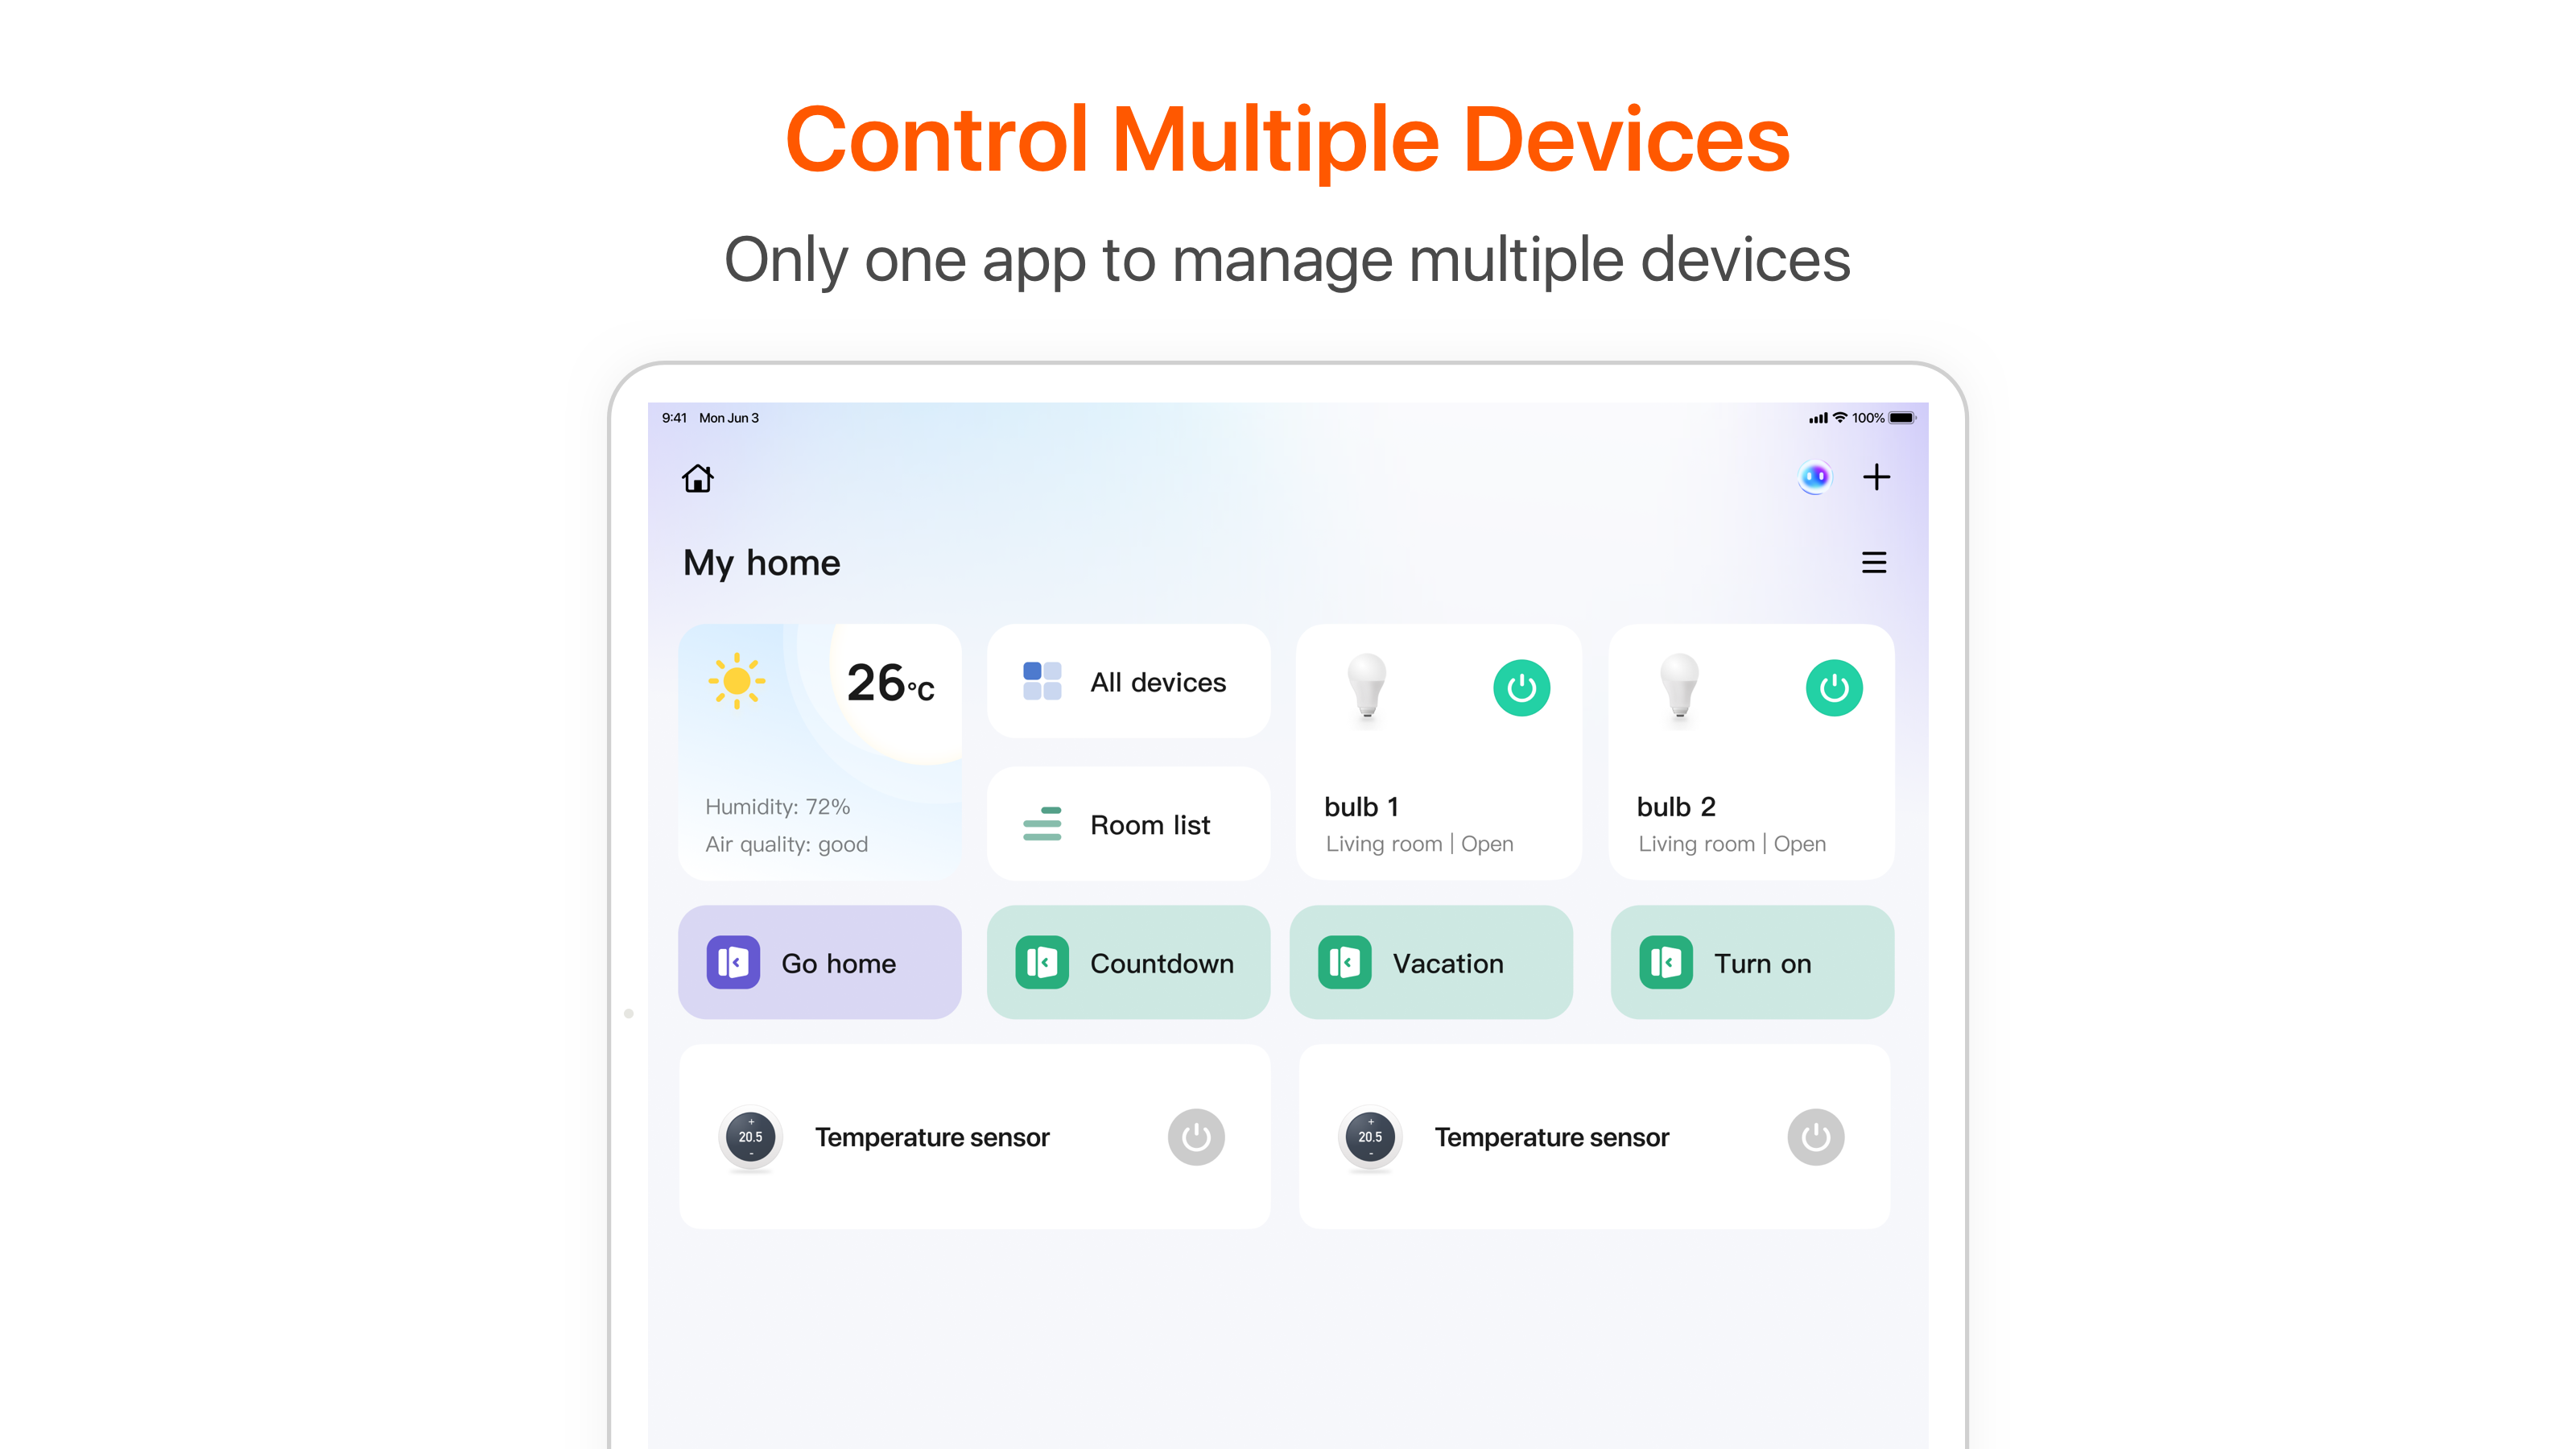 Control Multiple Devices
Only one app to manage multiple devices
9:41 Mon Jun 3 100%
My home
26°C
Humidity: 72%
Air quality: good
All devices
Room list
bulb 1
Living room | Open
bulb 2
Living room | Open
Go home
Countdown
Vacation
Turn on
+
20.5
-
Temperature sensor
+
20.5
-
Temperature sensor